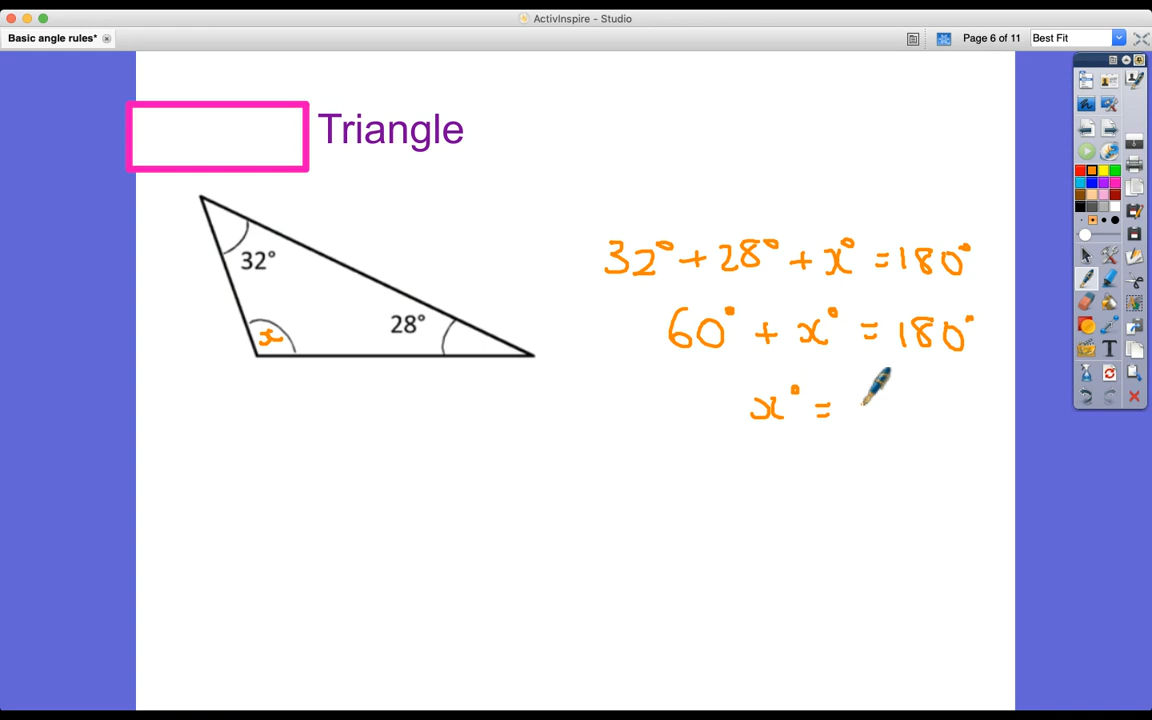 ActivInspire - Studio
Basic angle rules*
Page 6 of 11
Best Fit
Triangle
32°
x
28°
32° + 28° + x° = 180°
60° + x° = 180°
x° =